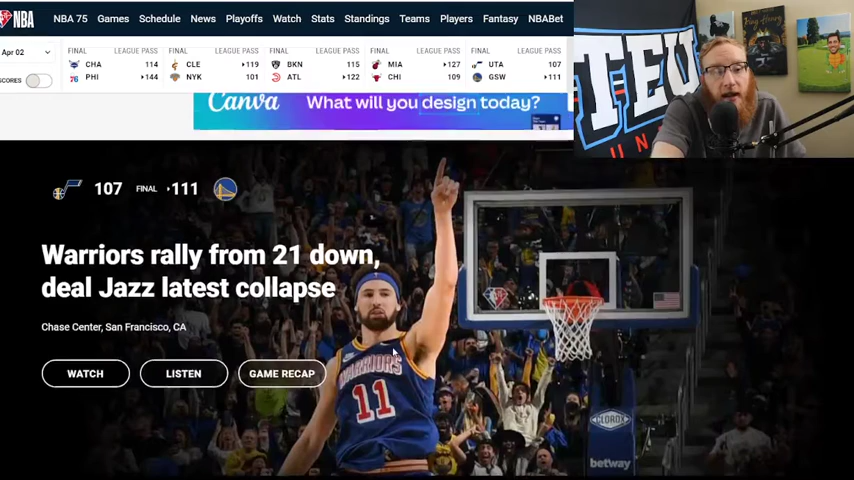 NBA NBA 75 Games Schedule News Playoffs Watch Stats Standings Teams Players Fantasy NBABet
Apr 02
SCORES
FINAL LEAGUE PASS
CHA 114
PHI 144
FINAL LEAGUE PASS
CLE 119
NYK 101
FINAL LEAGUE PASS
BKN 115
ATL 122
FINAL LEAGUE PASS
MIA 127
CHI 109
FINAL LEAGUE PASS
UTA 107
GSW 111
Canva What will you design today?
TEU
UN
107 FINAL 111
Warriors rally from 21 down,
deal Jazz latest collapse
Chase Center, San Francisco, CA
WATCH LISTEN GAME RECAP
WARRIORS
11
CLOROX
betway